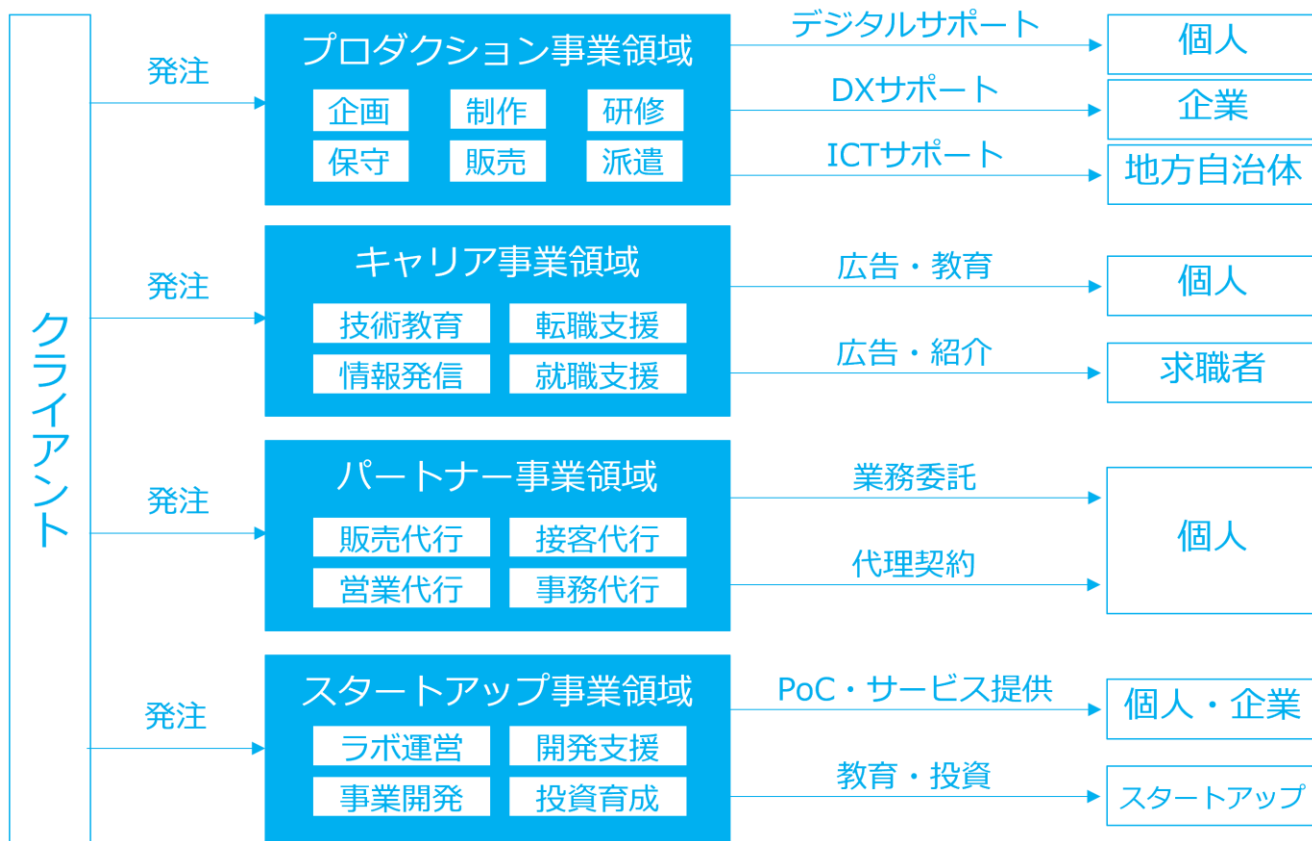 クライアント
発注
プロダクション事業領域
企画 制作 研修
保守 販売 派遣
デジタルサポート
個人
DXサポート
企業
ICTサポート
地方自治体
発注
キャリア事業領域
技術教育 転職支援
情報発信 就職支援
広告・教育
個人
広告・紹介
求職者
発注
パートナー事業領域
販売代行 接客代行
営業代行 事務代行
業務委託
代理契約
個人
発注
スタートアップ事業領域
ラボ運営 開発支援
事業開発 投資育成
PoC・サービス提供
個人・企業
教育・投資
スタートアップ